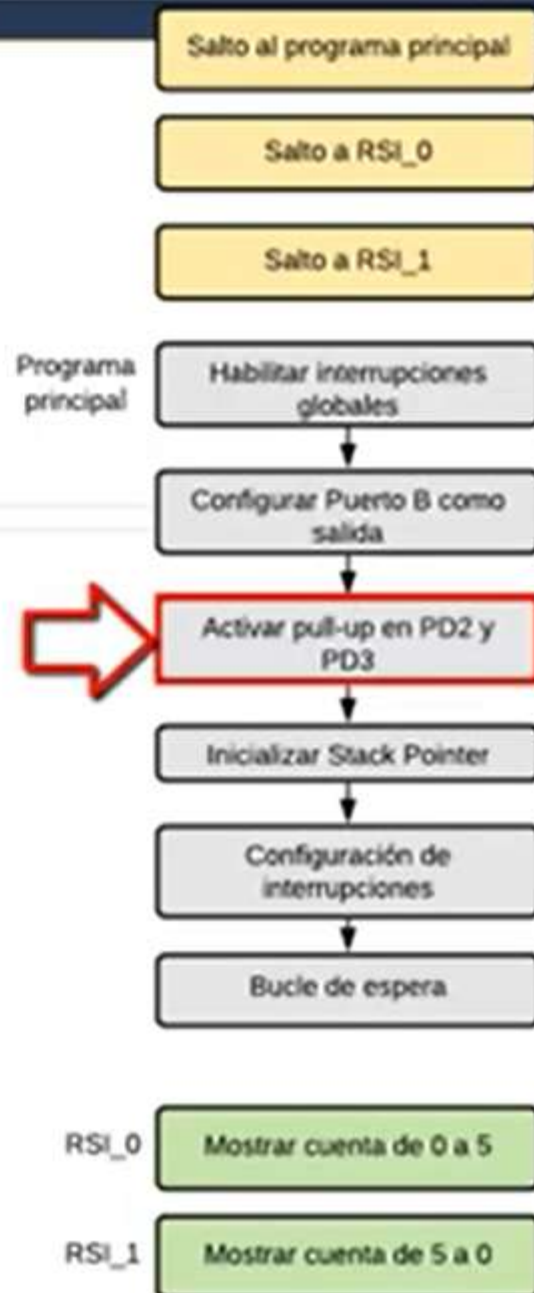 Salto al programa principal
Salto a RSI_0
Salto a RSI_1
Programa
principal
Habilitar interrupciones
globales
Configurar Puerto B como
salida
Activar pull-up en PD2 y
PD3
Inicializar Stack Pointer
Configuración de
interrupciones
Bucle de espera
RSI_0
Mostrar cuenta de 0 a 5
RSI_1
Mostrar cuenta de 5 a 0